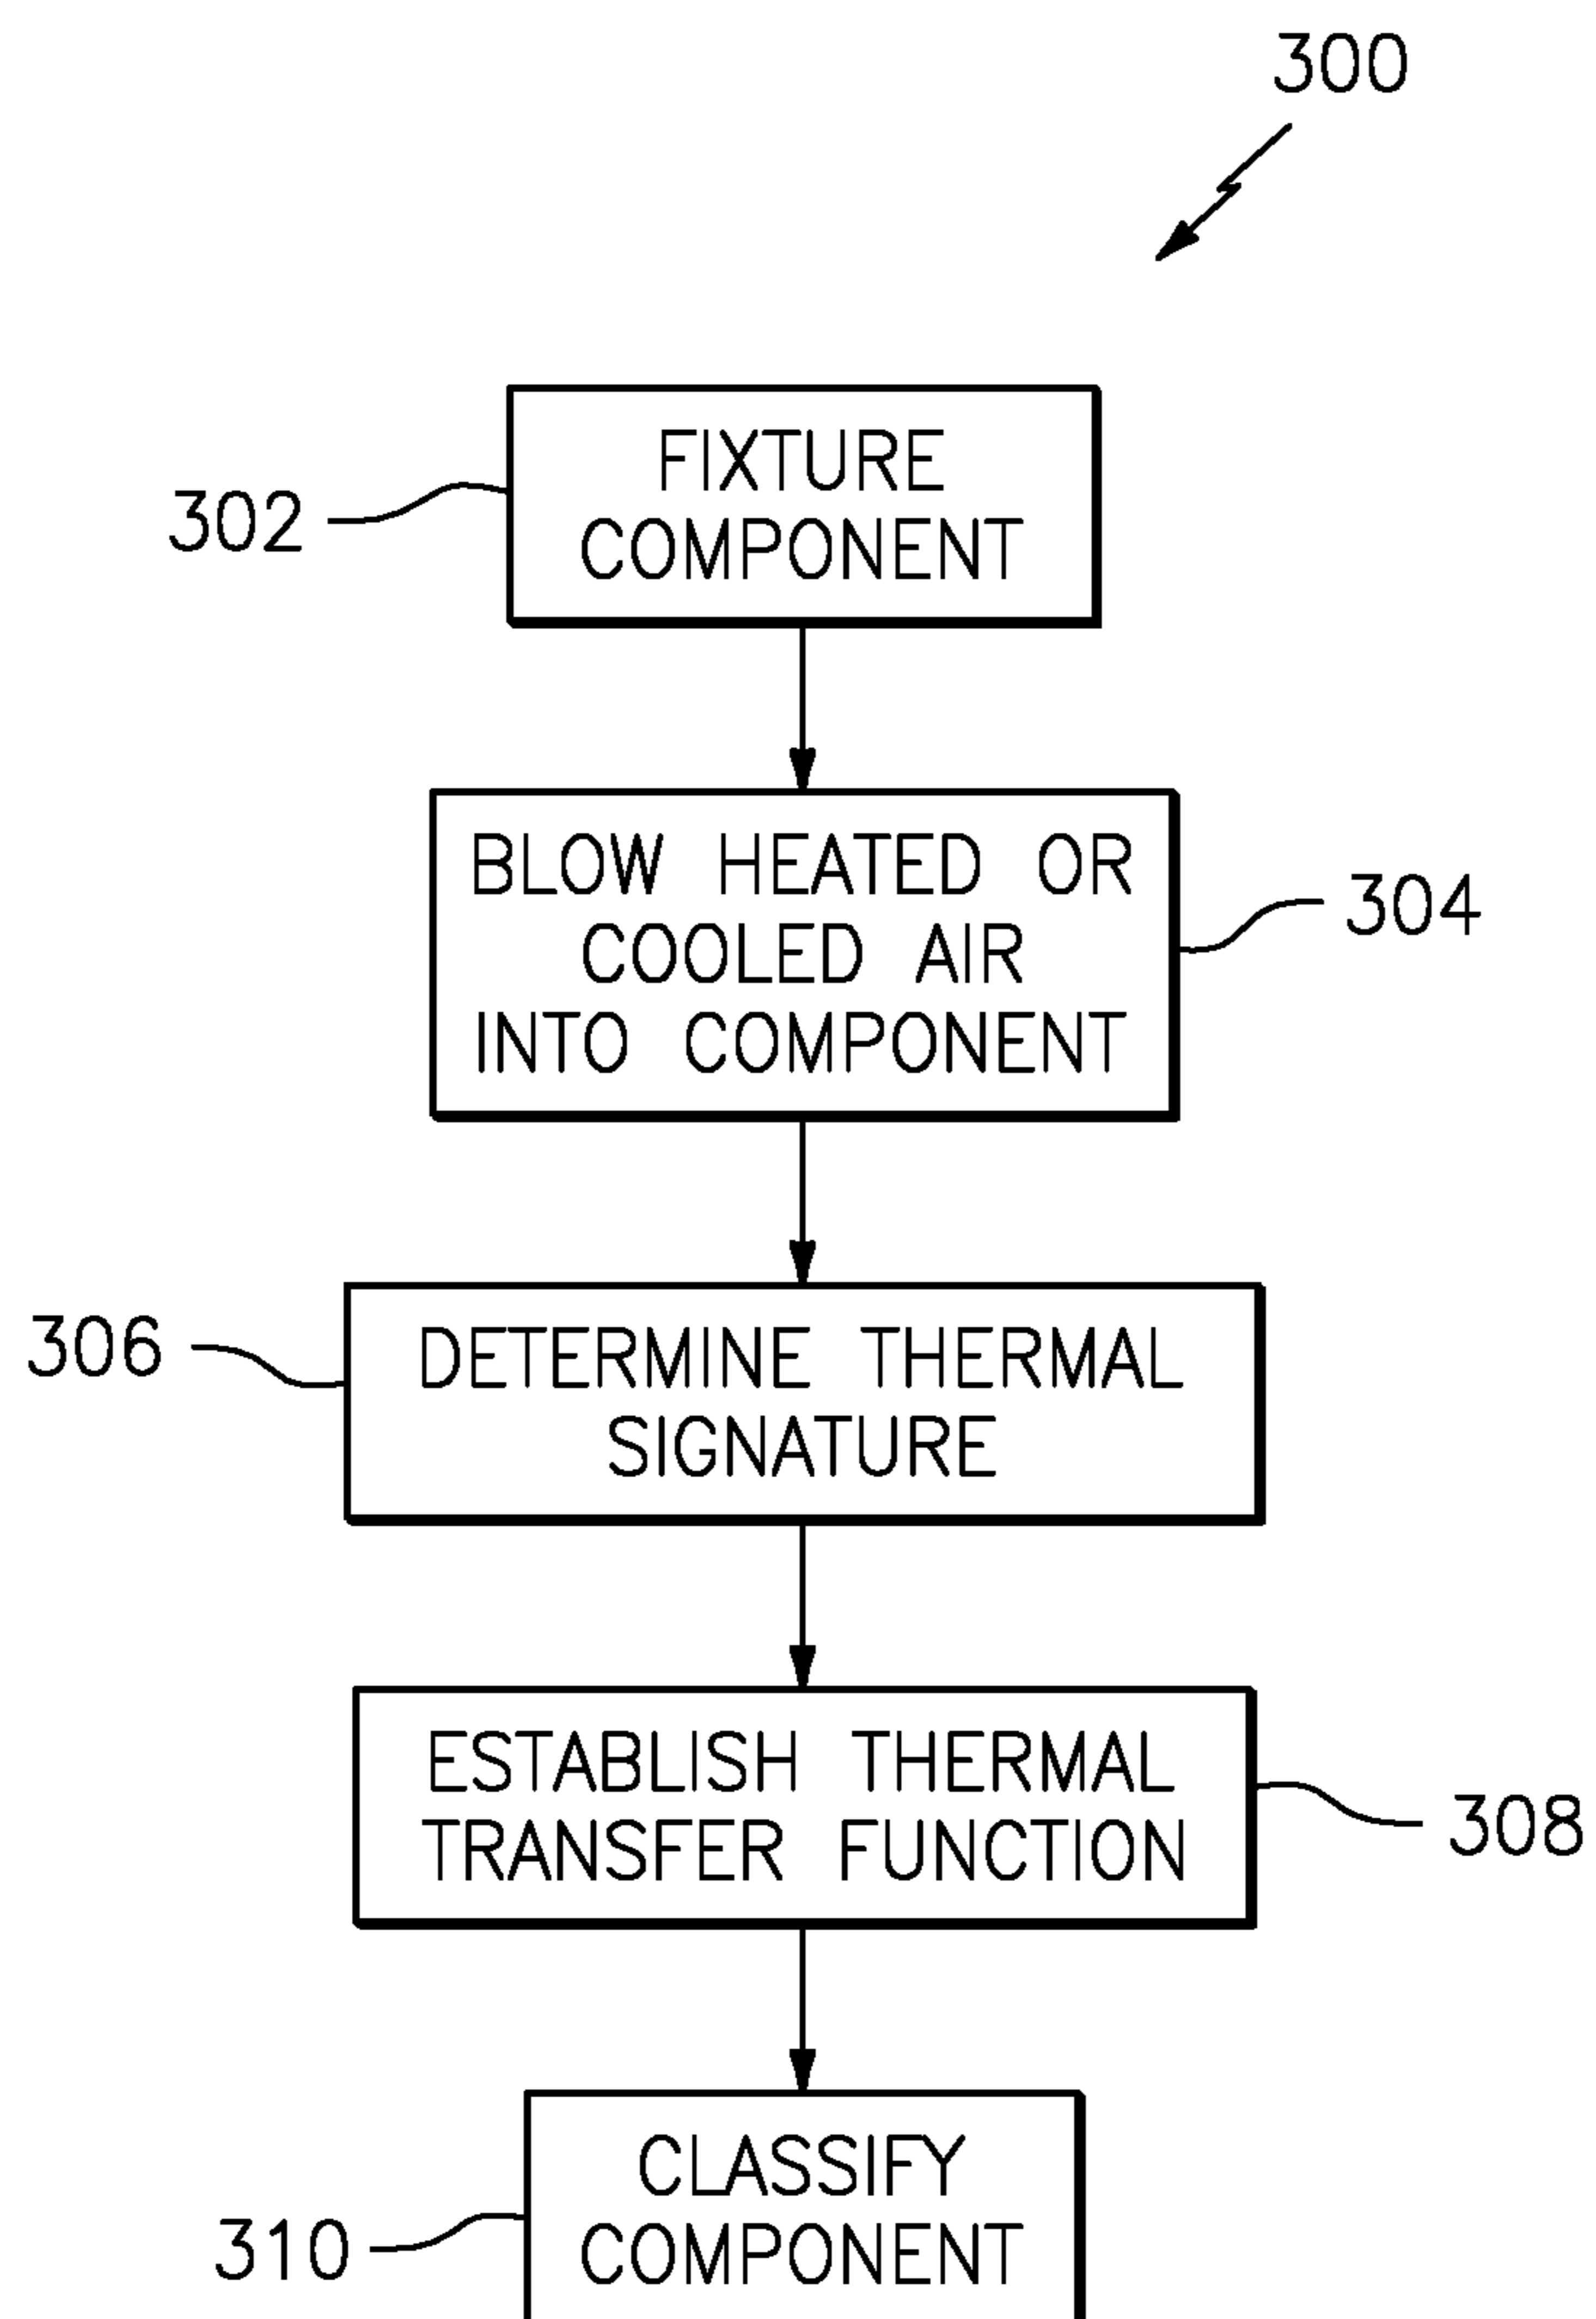 300
FIXTURE
COMPONENT
302
BLOW HEATED OR
COOLED AIR
INTO COMPONENT
304
306
DETERMINE THERMAL
SIGNATURE
ESTABLISH THERMAL
TRANSFER FUNCTION
308
CLASSIFY
COMPONENT
310